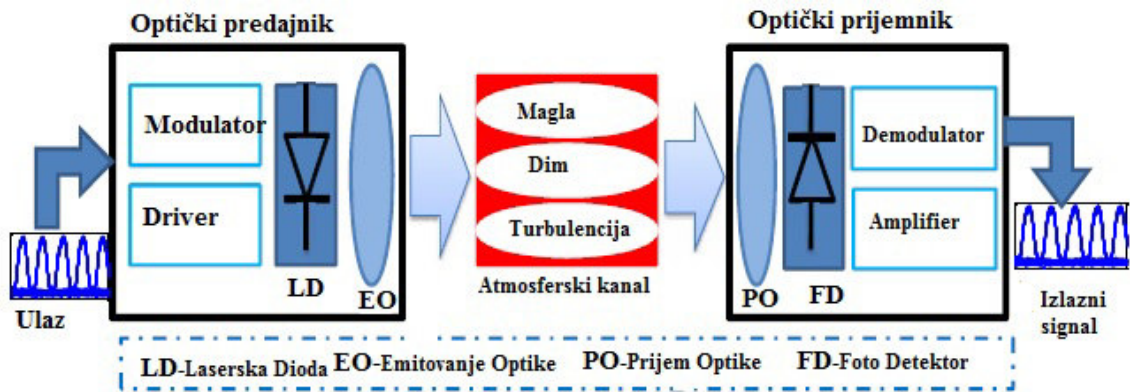 Optički predajnik
Optički prijemnik
Modulator
Driver
LD
EO
Ulaz
Magla
Dim
Turbulencija
Atmosferski kanal
PO
FD
Demodulator
Amplifier
Izlazni
signal
LD-Laserska Dioda EO-Emitovanje Optike PO-Prijem Optike FD-Foto Detektor